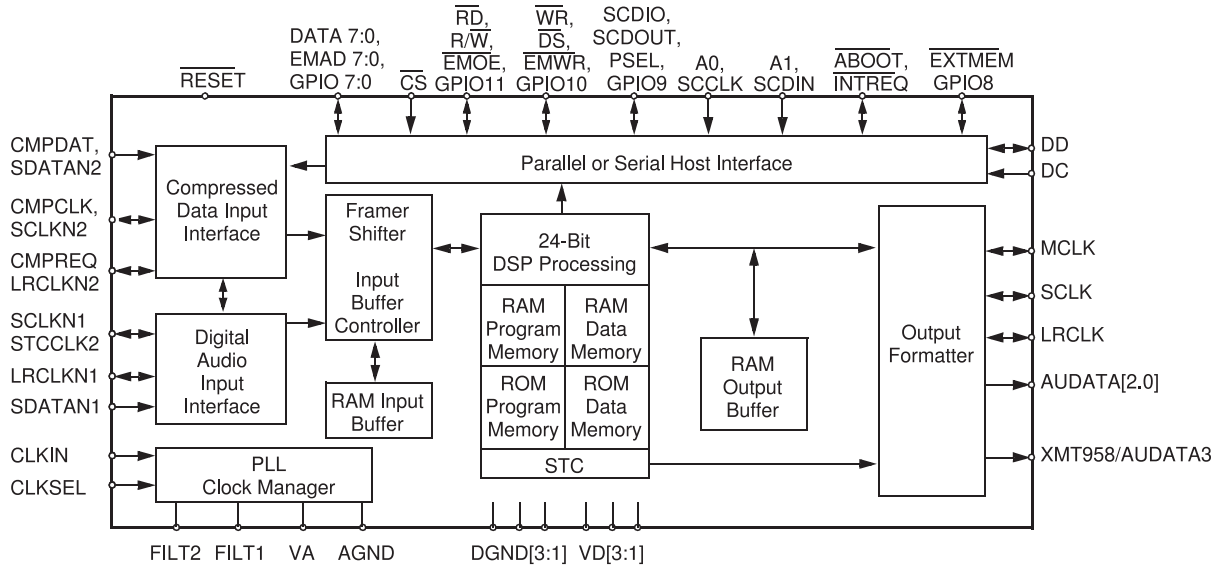 RD,
R/W,
EMOE,
GPIO11
WR,
DS,
EMWR,
GPIO10
SCDIO,
SCDOUT,
PSEL,
GPIO9
DATA 7:0,
EMAD 7:0,
GPIO 7:0
RESET
CS
A0,
SCCLK
A1,
SCDIN
ABOOT,
INTREQ
EXTMEM
GPIO8
CMPDAT,
SDATAN2
CMPCLK,
SCLKN2
CMPREQ
LRCLKN2
SCLKN1
STCCLK2
LRCLKN1
SDATAN1
CLKIN
CLKSEL
Parallel or Serial Host Interface
Compressed
Data Input
Interface
Framer
Shifter
Input
Buffer
Controller
Digital
Audio
Input
Interface
RAM Input
Buffer
PLL
Clock Manager
24-Bit
DSP Processing
RAM
Program
Memory
RAM
Data
Memory
ROM
Program
Memory
ROM
Data
Memory
STC
RAM
Output
Buffer
Output
Formatter
DD
DC
MCLK
SCLK
LRCLK
AUDATA[2.0)
XMT958/AUDATA3
FILT2
FILT1
VA
AGND
DGND[3:1]
VD[3:1]